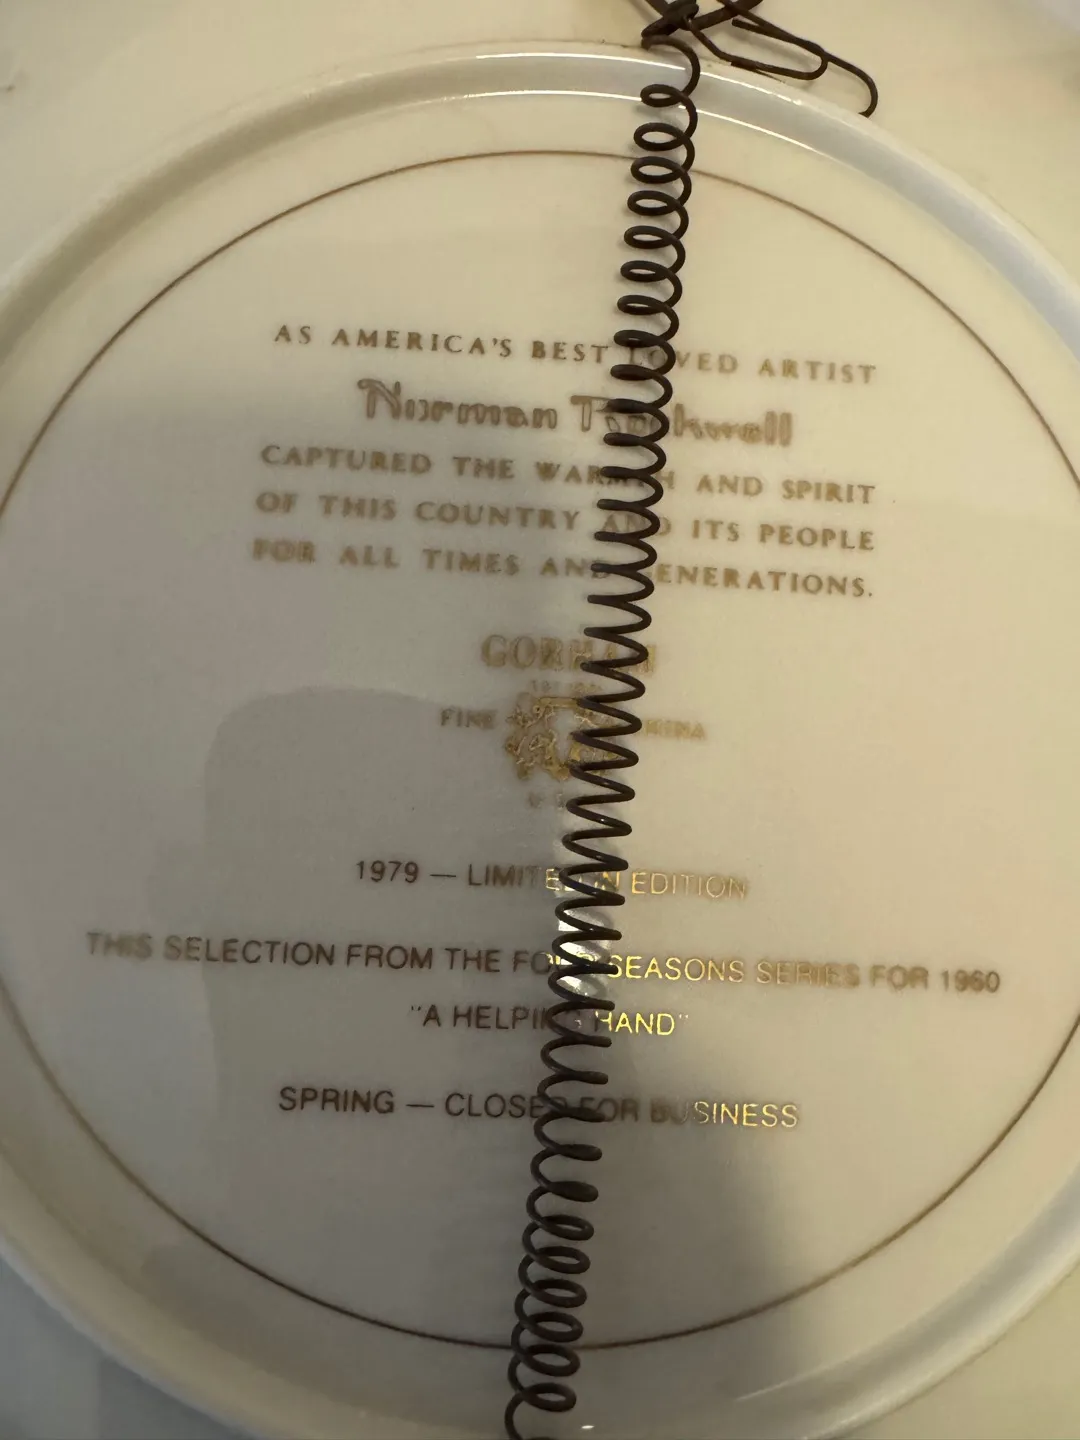 AS AMERICA'S BEST LOVED ARTIST
Norman Rockwell
CAPTURED THE WARMTH AND SPIRIT
OF THIS COUNTRY AND ITS PEOPLE
FOR ALL TIMES AND GENERATIONS.
GORHAM
FINE CHINA
1979 — LIMITED IN EDITION
THIS SELECTION FROM THE FOUR SEASONS SERIES FOR 1960
"A HELPING HAND"
SPRING — CLOSED FOR BUSINESS